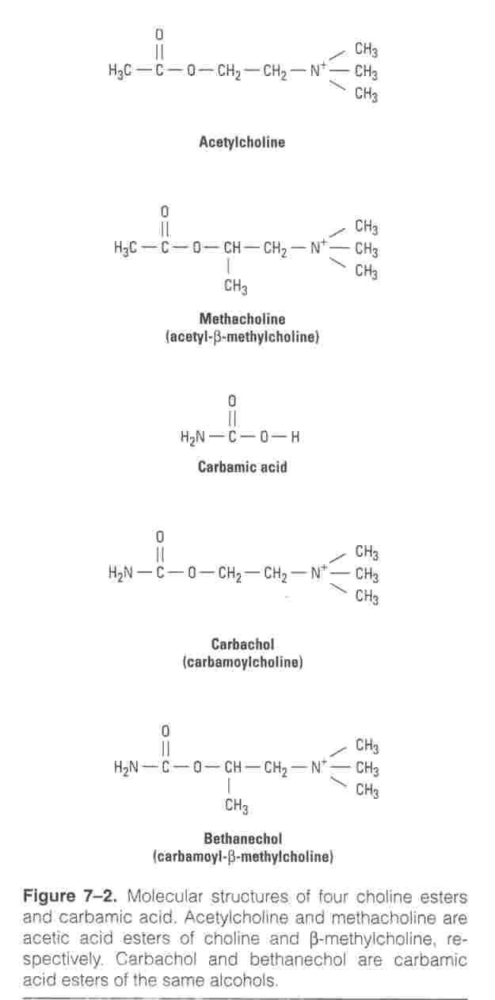 O
||
H₃C — C — O — CH₂ — CH₂ — N⁺ — CH₃
CH₃
CH₃
Acetylcholine
O
||
H₃C — C — O — CH — CH₂ — N⁺ — CH₃
CH₃
CH₃
|
CH₃
Methacholine
(acetyl-β-methylcholine)
O
||
H₂N — C — O — H
Carbamic acid
O
||
H₂N — C — O — CH₂ — CH₂ — N⁺ — CH₃
CH₃
CH₃
Carbachol
(carbamoylcholine)
O
||
H₂N — C — O — CH — CH₂ — N⁺ — CH₃
CH₃
CH₃
|
CH₃
Bethanechol
(carbamoyl-β-methylcholine)
Figure 7–2. Molecular structures of four choline esters
and carbamic acid. Acetylcholine and methacholine are
acetic acid esters of choline and β-methylcholine, re-
spectively. Carbachol and bethanechol are carbamic
acid esters of the same alcohols.